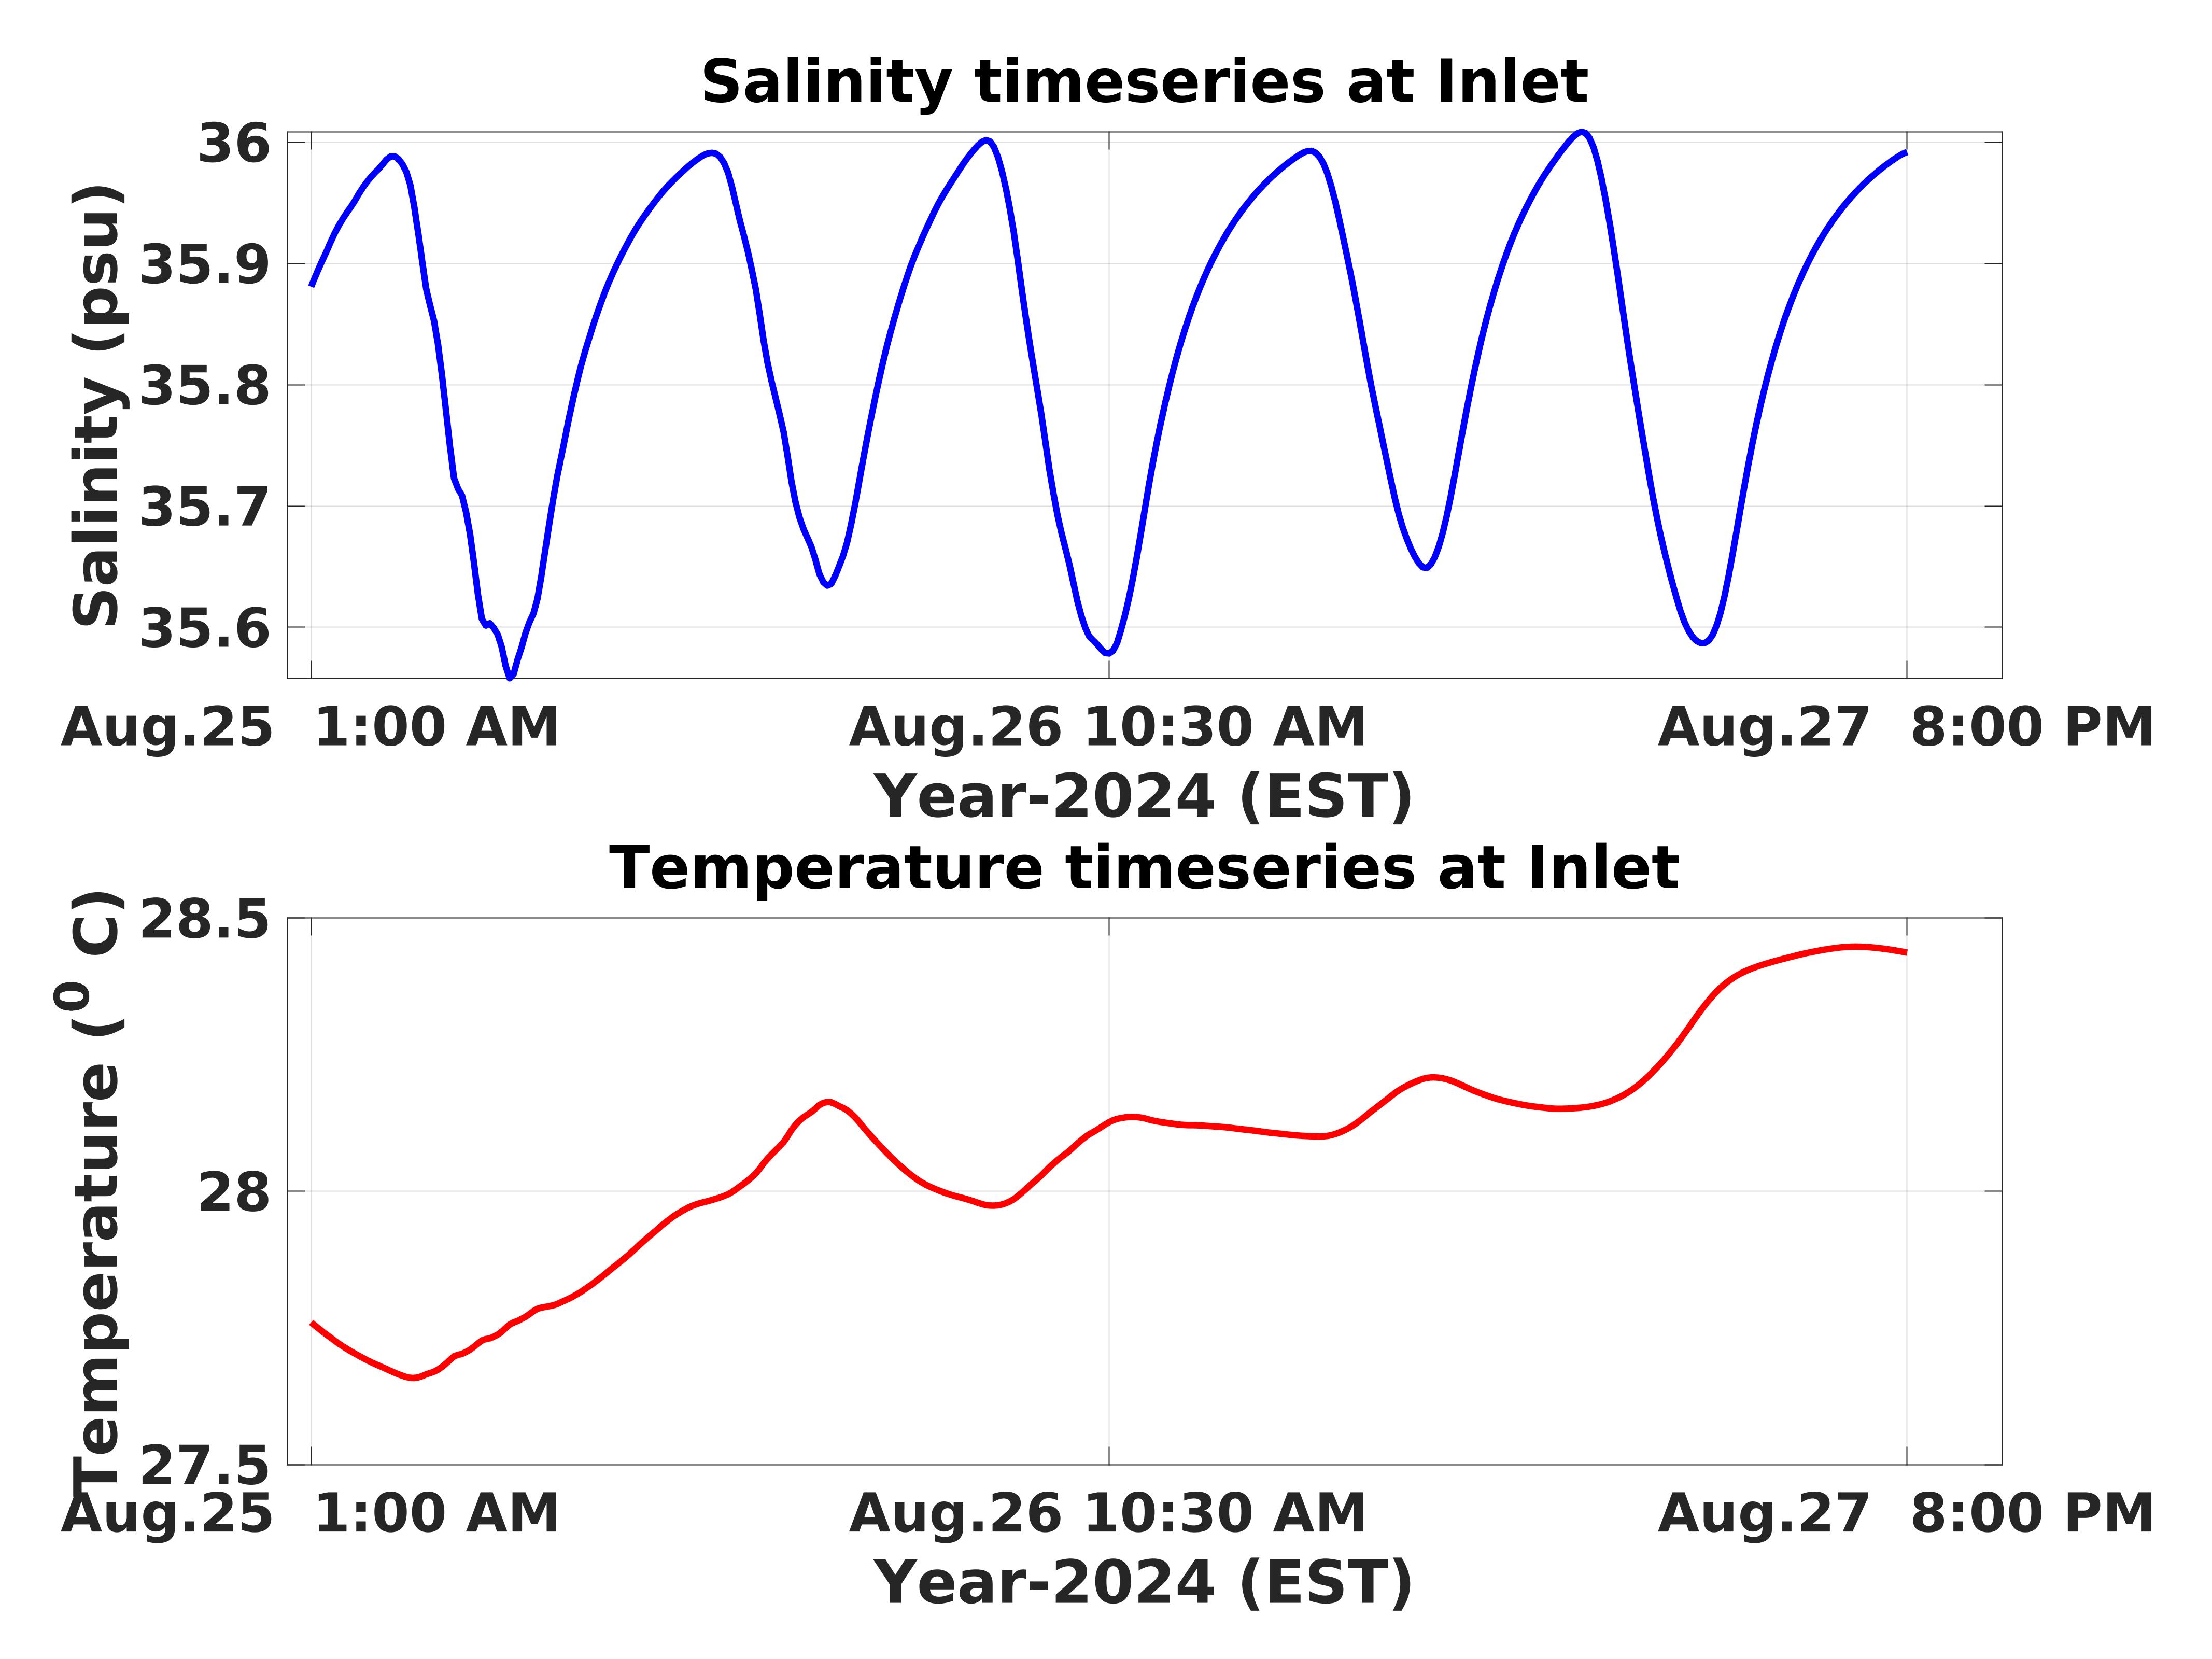 Salinity timeseries at Inlet
Salinity (psu)
36
35.9
35.8
35.7
35.6
Aug.25  1:00 AM
Aug.26 10:30 AM
Aug.27  8:00 PM
Year-2024 (EST)
Temperature timeseries at Inlet
Temperature (⁰ C)
28.5
28
27.5
Aug.25  1:00 AM
Aug.26 10:30 AM
Aug.27  8:00 PM
Year-2024 (EST)